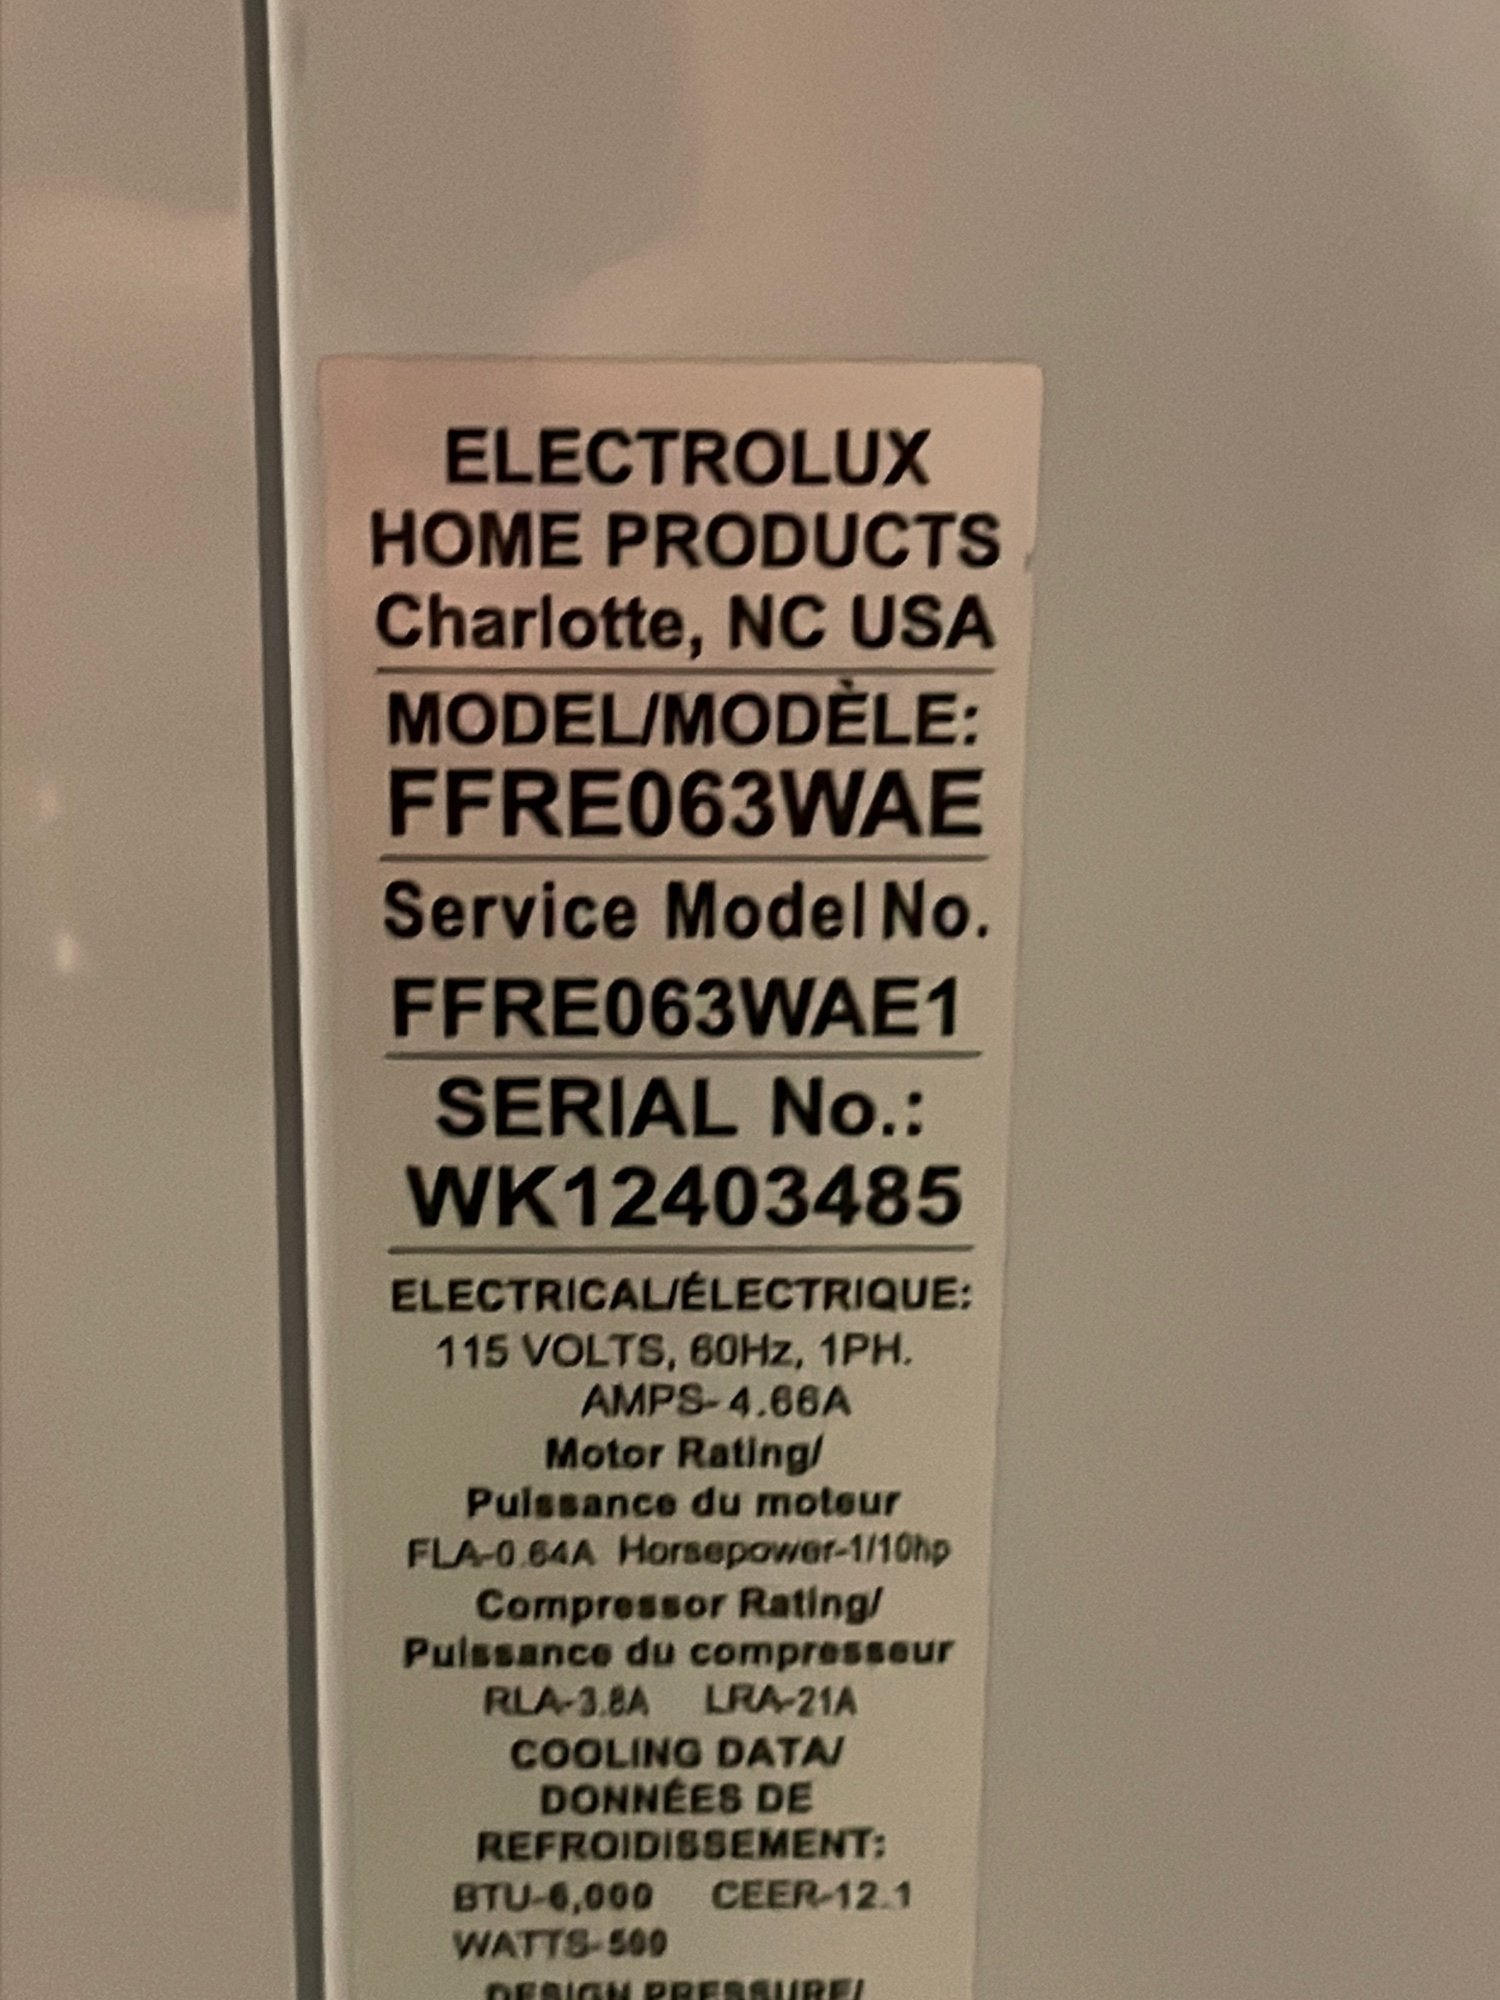 ELECTROLUX
HOME PRODUCTS
Charlotte, NC USA
MODEL/MODÈLE:
FFRE063WAE
Service Model No.
FFRE063WAE1
SERIAL No.:
WK12403485
ELECTRICAL/ÉLECTRIQUE:
115 VOLTS, 60Hz, 1PH.
AMPS-4.66A
Motor Rating/
Puissance du moteur
FLA-0.64A Horsepower-1/10hp
Compressor Rating/
Puissance du compresseur
RLA-3.8A LRA-21A
COOLING DATA/
DONNÉES DE
REFROIDISSEMENT:
BTU-6,000 CEER-12.1
WATTS-500
DESIGN PRESSURE/